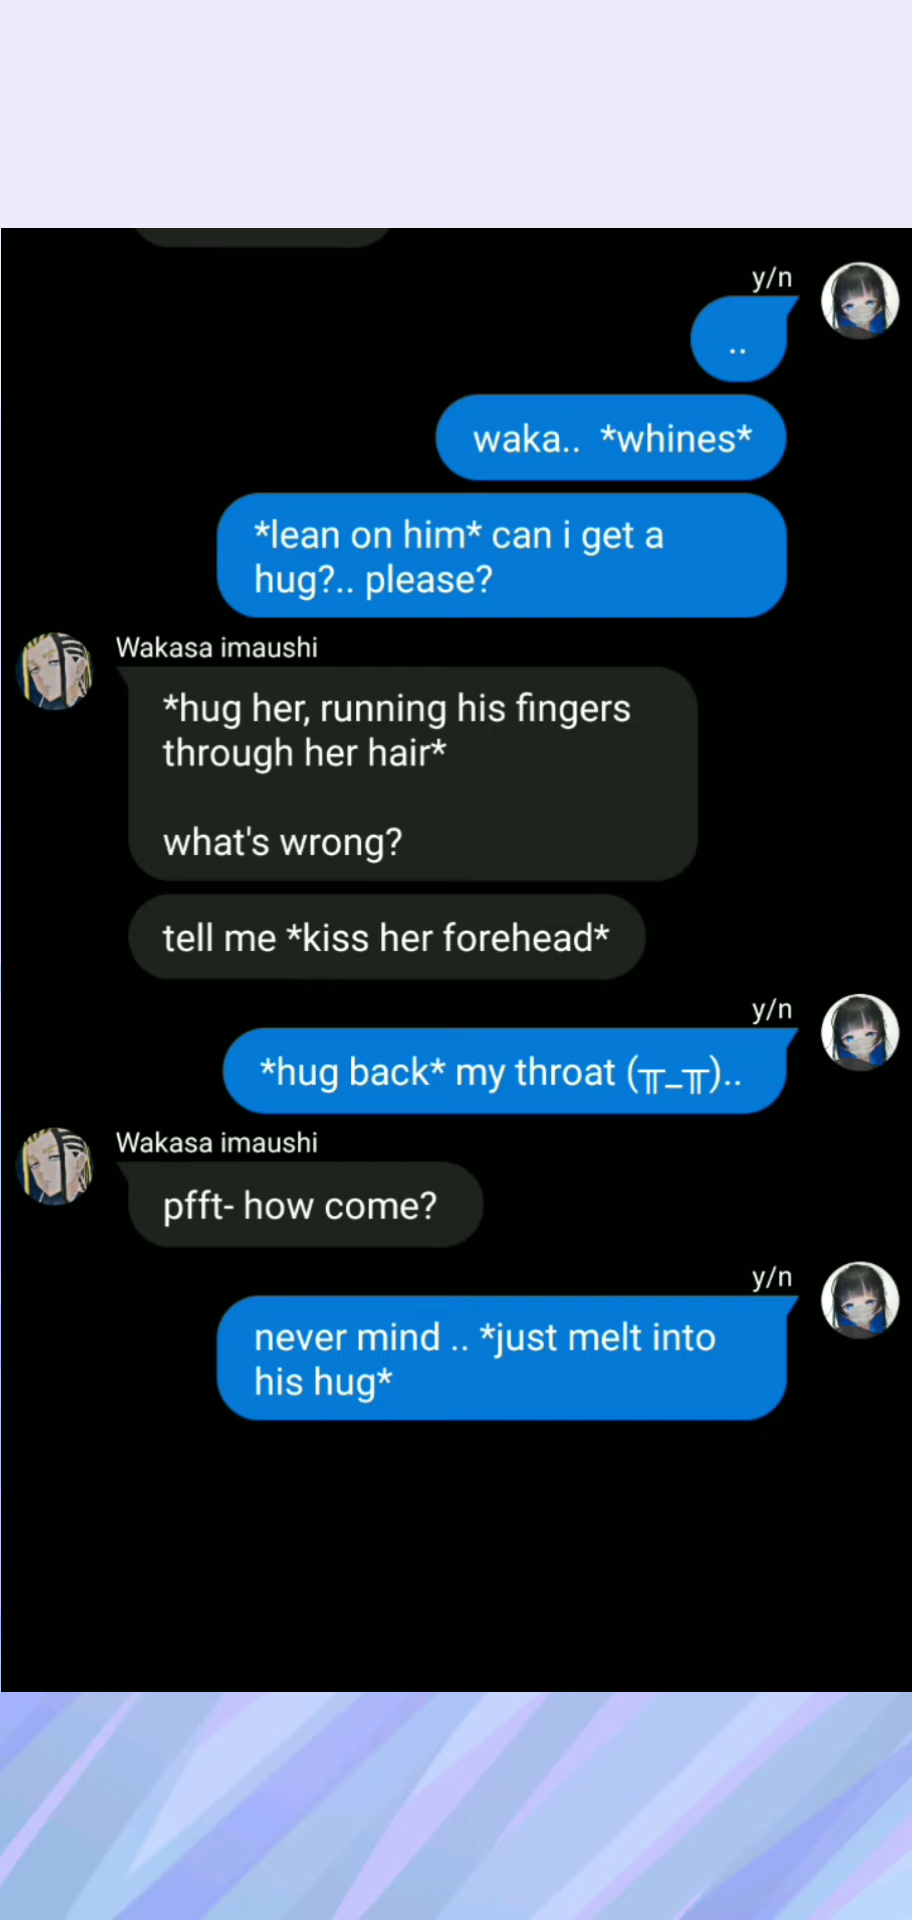 y/n
..
waka..  *whines*
*lean on him* can i get a
hug?.. please?
Wakasa imaushi
*hug her, running his fingers
through her hair*
what's wrong?
tell me *kiss her forehead*
y/n
*hug back* my throat (╥_╥)..
Wakasa imaushi
pfft- how come?
y/n
never mind .. *just melt into
his hug*